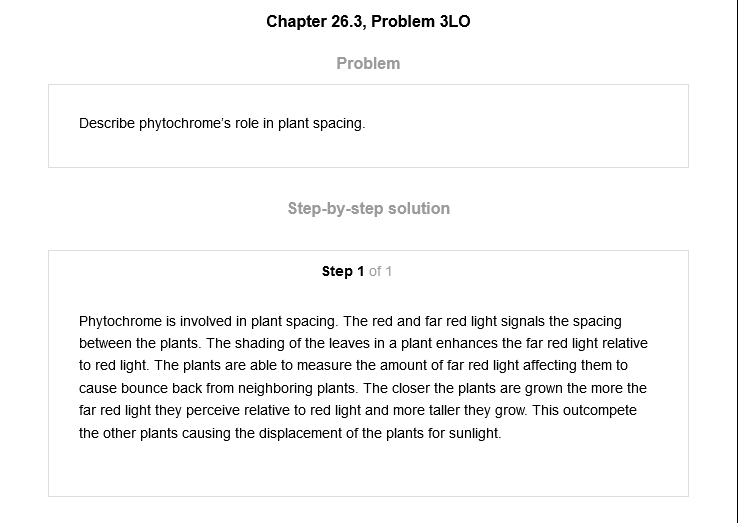 Chapter 26.3, Problem 3LO
Problem
Describe phytochrome's role in plant spacing.
Step-by-step solution
Step 1 of 1
Phytochrome is involved in plant spacing. The red and far red light signals the spacing
between the plants. The shading of the leaves in a plant enhances the far red light relative
to red light. The plants are able to measure the amount of far red light affecting them to
cause bounce back from neighboring plants. The closer the plants are grown the more the
far red light they perceive relative to red light and more taller they grow. This outcompete
the other plants causing the displacement of the plants for sunlight.